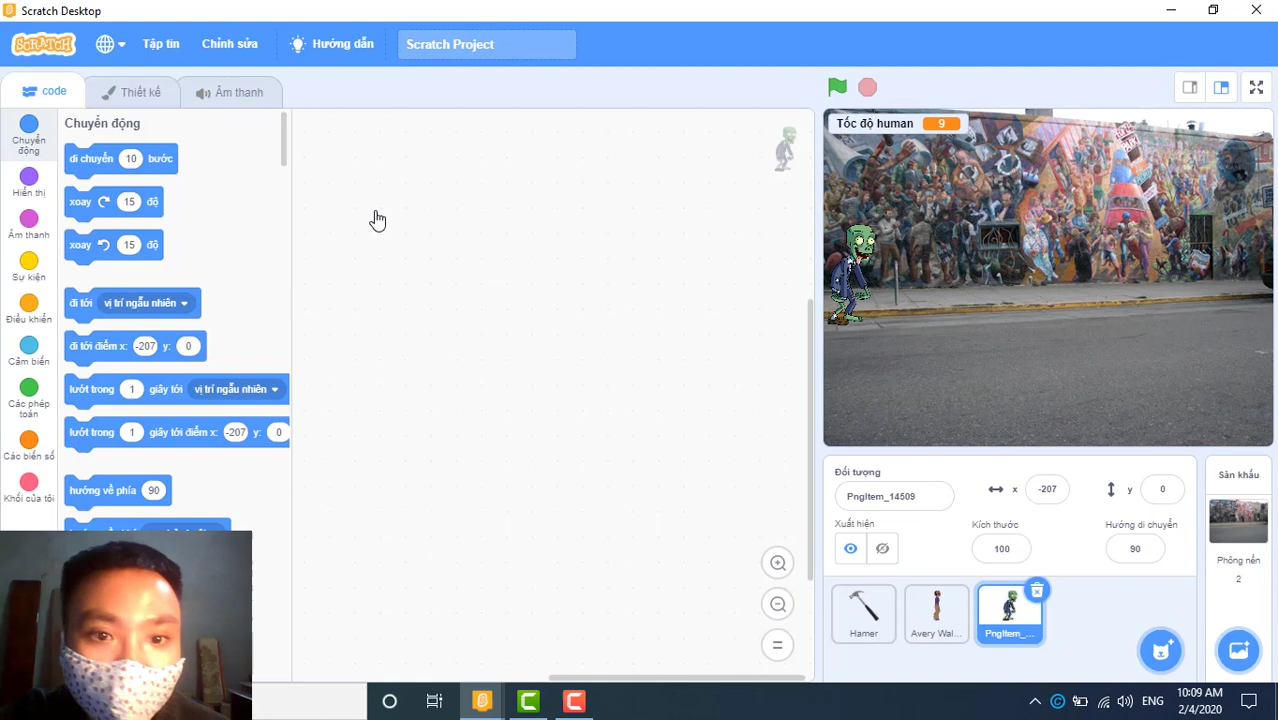 Scratch Desktop
SCRATCH
Tập tin
Chỉnh sửa
Hướng dẫn
Scratch Project
code
Thiết kế
Âm thanh
Chuyển động
Hiển thị
Âm thanh
Sự kiện
Điều khiển
Cảm biến
Các phép toán
Các biến số
Khối của tôi
Chuyển động
di chuyển 10 bước
xoay 15 độ
xoay 15 độ
đi tới vị trí ngẫu nhiên
đi tới điểm x: -207 y: 0
lướt trong 1 giây tới vị trí ngẫu nhiên
lướt trong 1 giây tới điểm x: -207 y: 0
hướng về phía 90
Tốc độ human 9
Đối tượng
PngItem_14509
x -207
y 0
Xuất hiện
Kích thước
100
Hướng di chuyển
90
Hamer
Avery Wal...
PngItem_...
Sân khấu
Phông nền
2
ENG
10:09 AM
2/4/2020